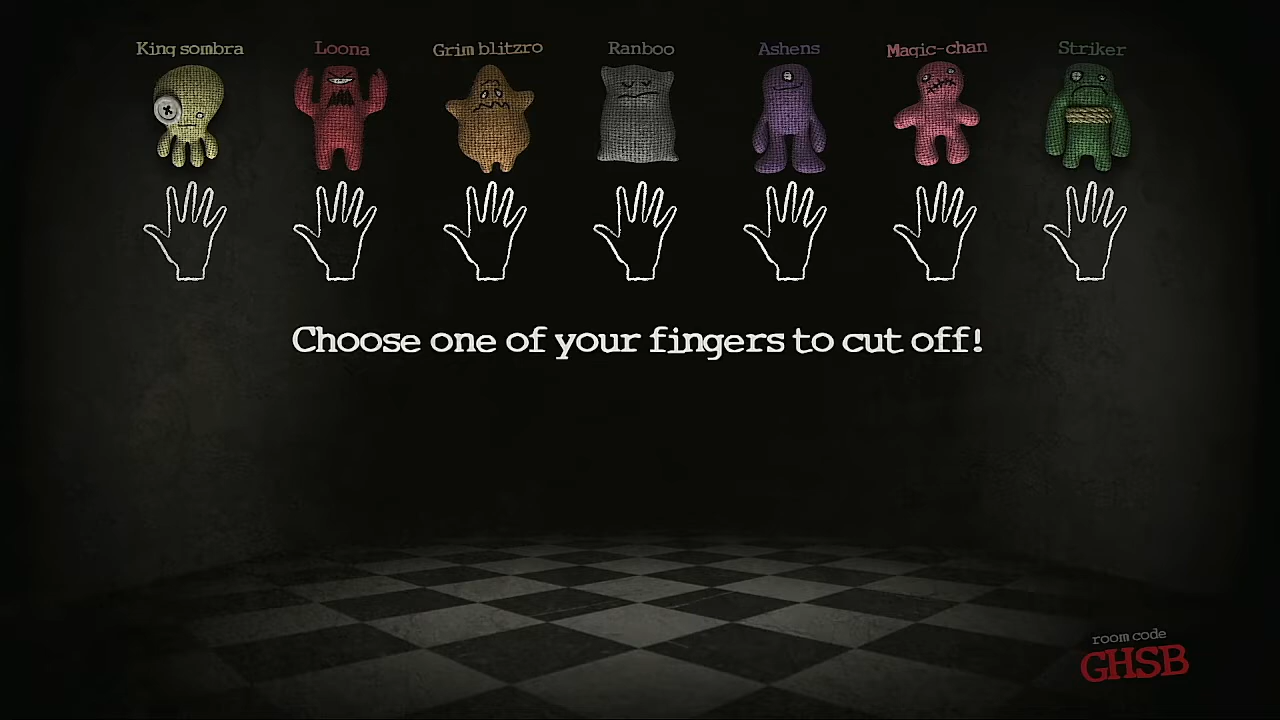 King sombra Loona Grim blitzro Ranboo Ashens Magic-chan Striker
Choose one of your fingers to cut off!
room code
GHSB